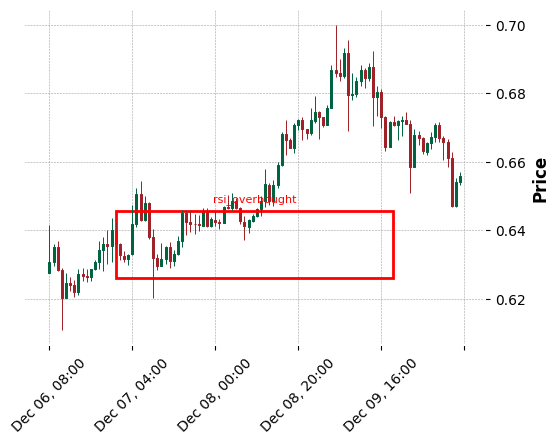 0.70
0.68
0.66
rsi_overbought
0.64
0.62
Price
Dec 06, 08:00
Dec 07, 04:00
Dec 08, 00:00
Dec 08, 20:00
Dec 09, 16:00